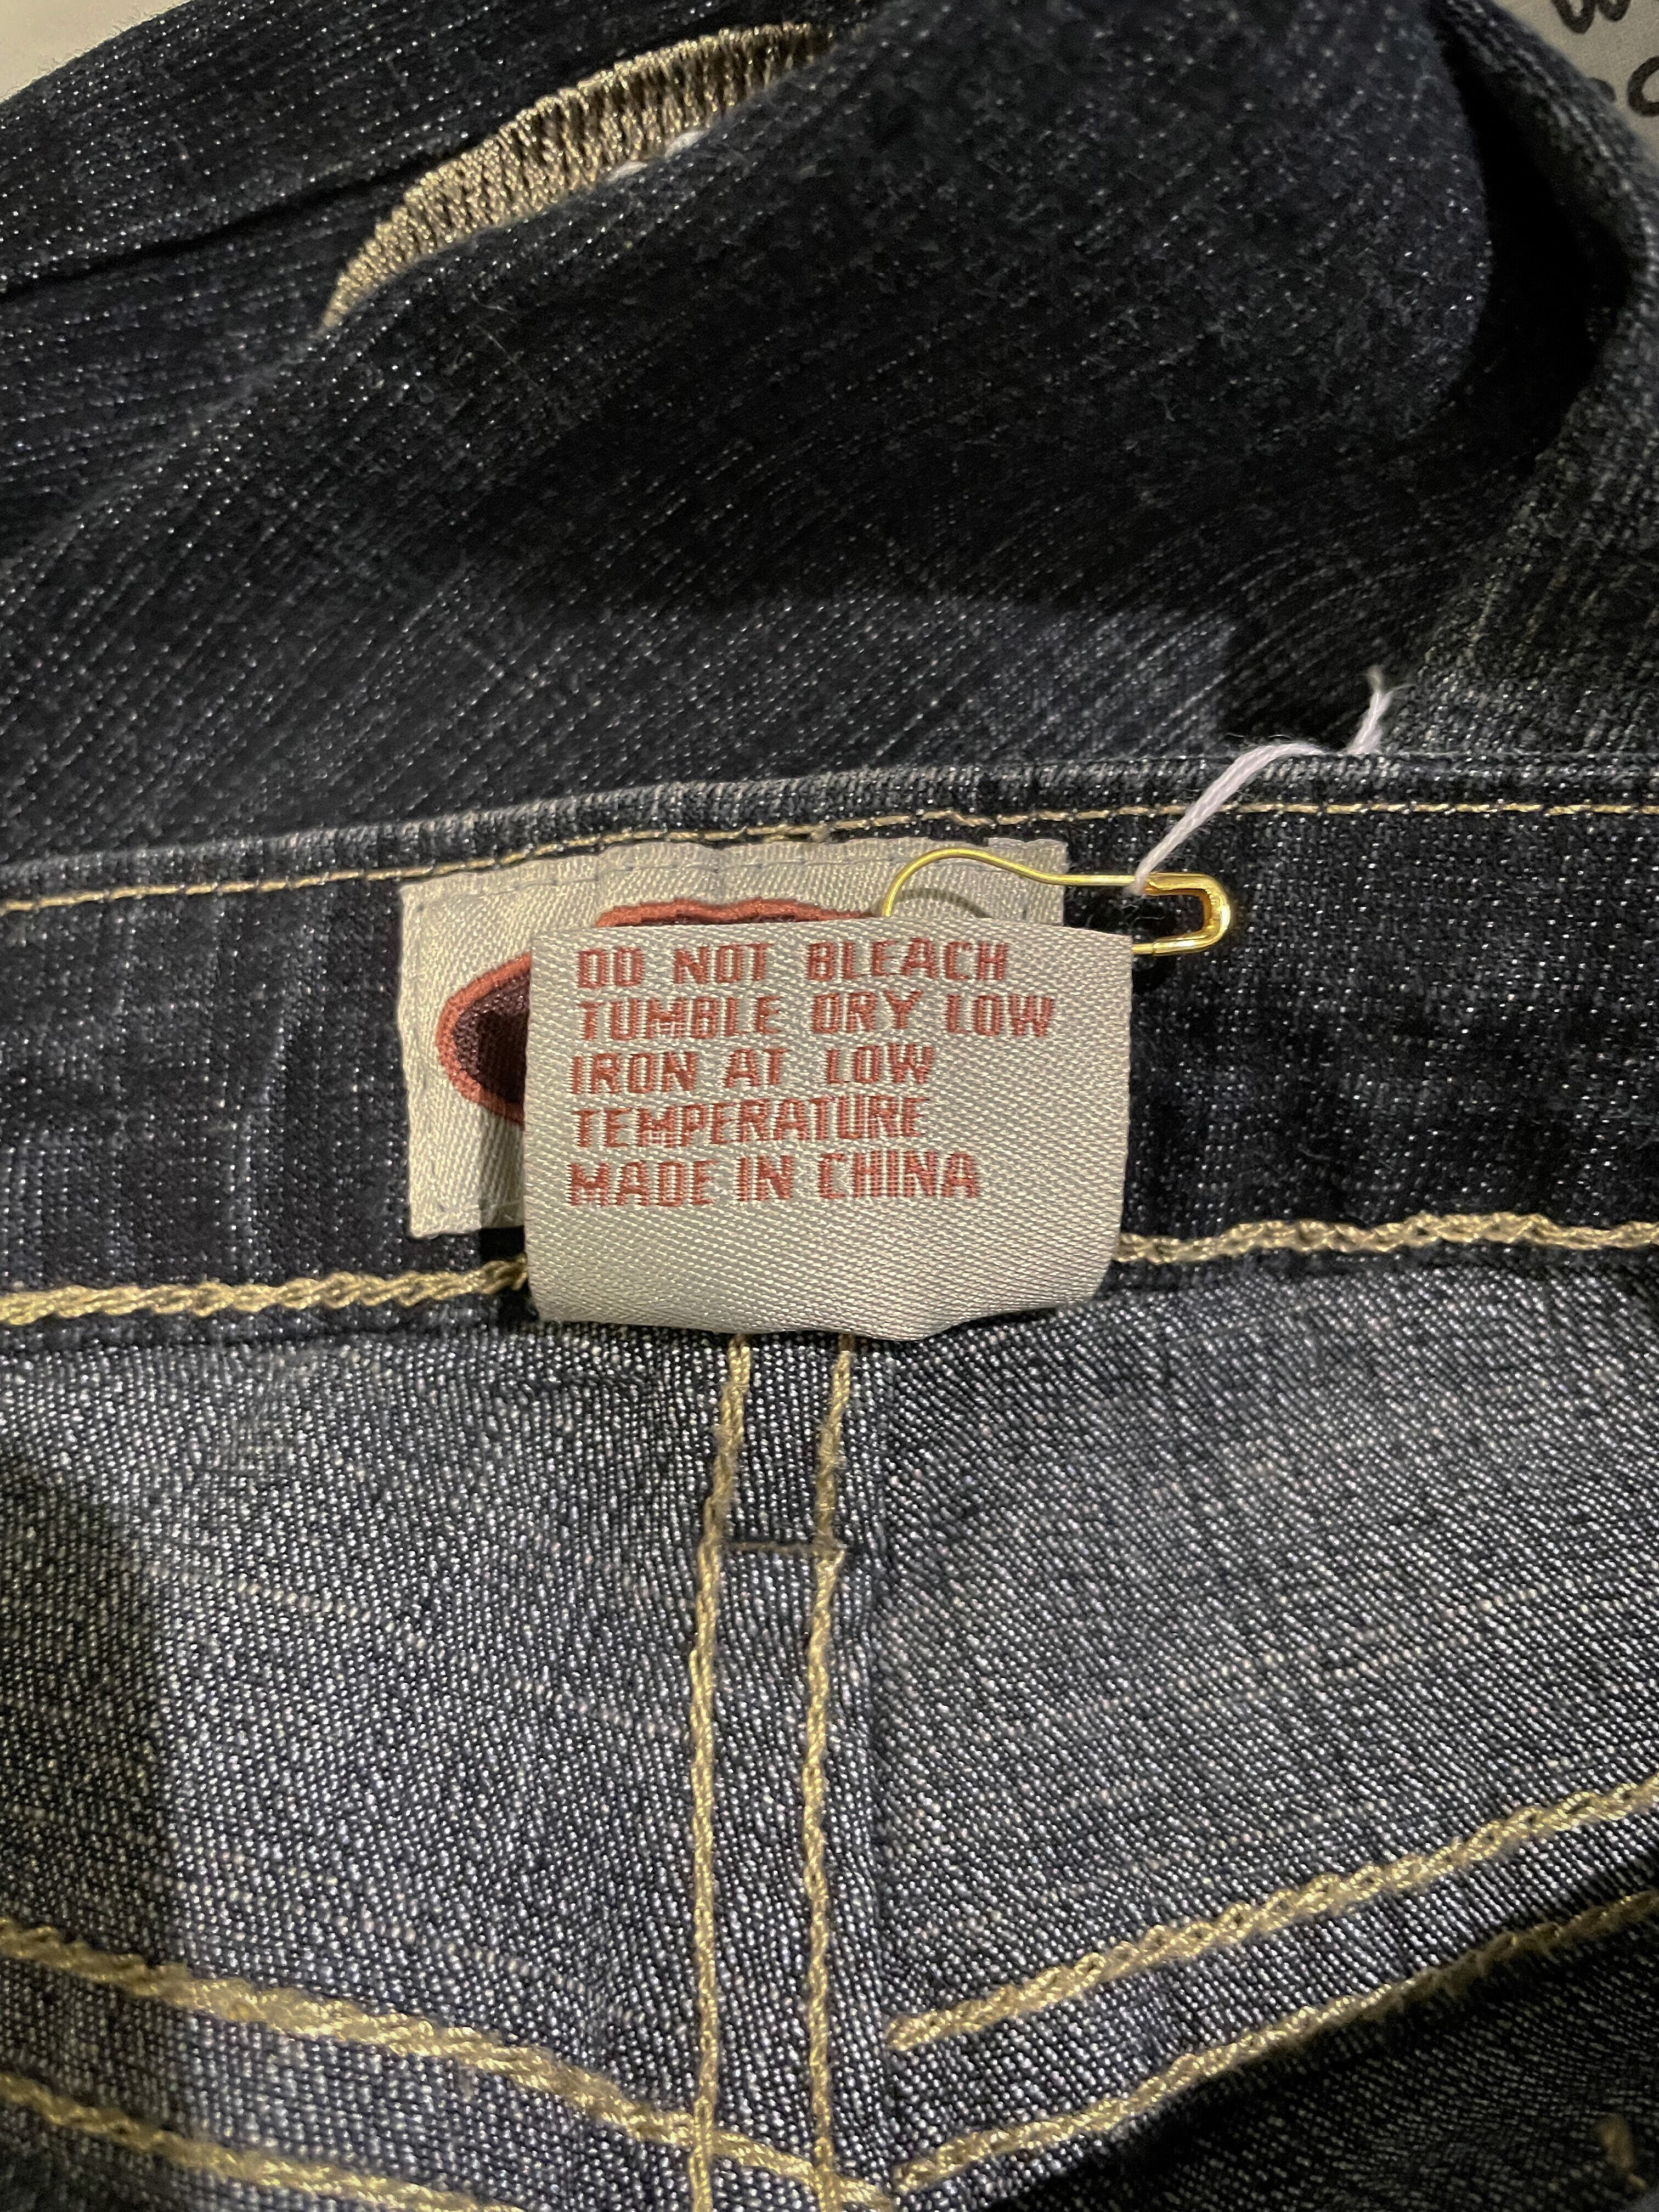 DO NOT BLEACH
TUMBLE DRY LOW
IRON AT LOW
TEMPERATURE
MADE IN CHINA